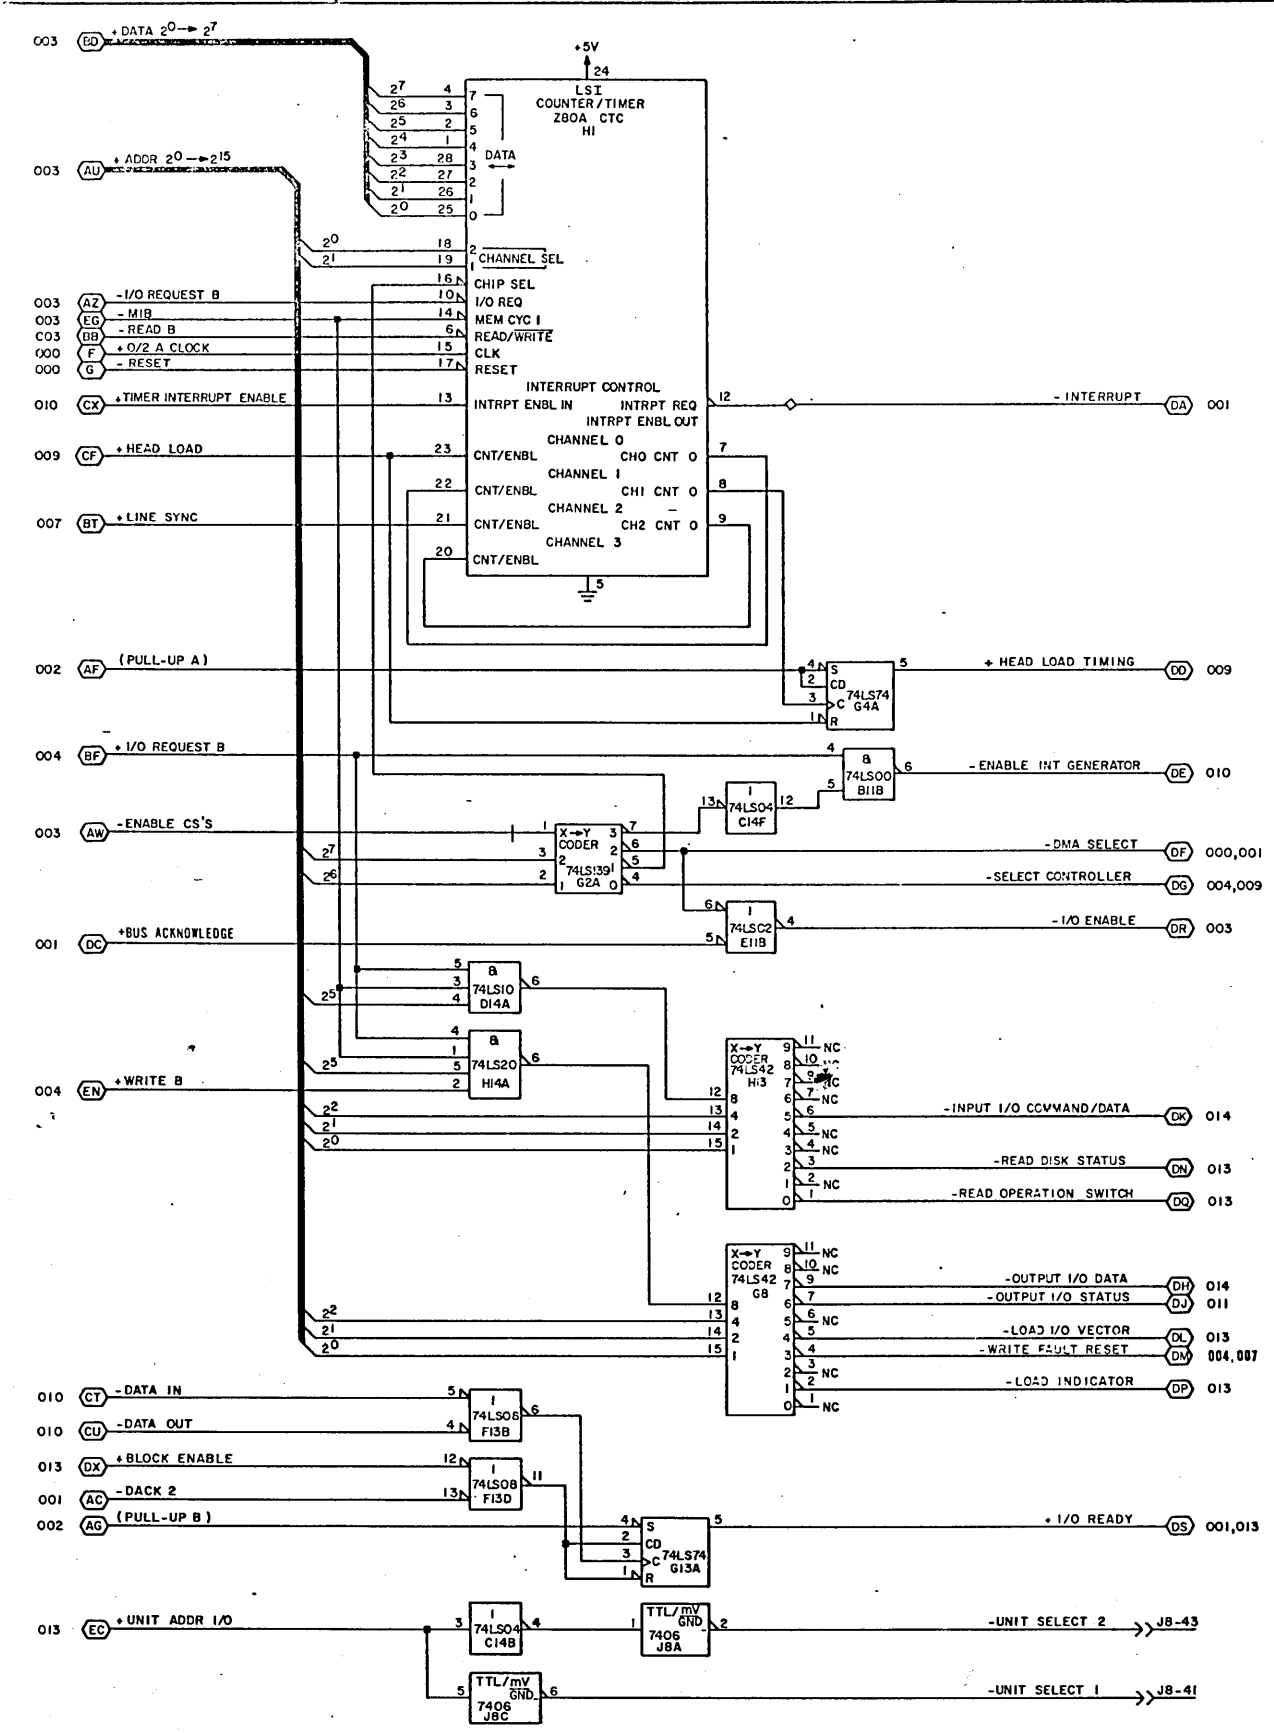 003 BD + DATA 2⁰→2⁷
+5V
24
LSI
COUNTER/TIMER
Z80A CTC
H1
2⁷ 4 7
2⁶ 3 6
2⁵ 2 5
2⁴ 1 4
2³ 28 3
DATA
2² 27 2
2¹ 26 1
2⁰ 25 0
003 AU + ADDR 2⁰→2¹⁵
2⁰ 18 2
CHANNEL SEL
2¹ 19 1
16 CHIP SEL
003 AZ -I/O REQUEST B 10 I/O REQ
003 EG - MIB 14 MEM CYC 1
003 BB - READ B 6 READ/WRITE
000 F + 0/2 A CLOCK 15 CLK
000 G - RESET 17 RESET
INTERRUPT CONTROL
010 CX +TIMER INTERRUPT ENABLE 13 INTRPT ENBL IN INTRPT REQ 12 - INTERRUPT DA 001
INTRPT ENBL OUT
CHANNEL 0
009 CF +HEAD LOAD 23 CNT/ENBL CH0 CNT 0 7
CHANNEL 1
22 CNT/ENBL CH1 CNT 0 8
CHANNEL 2
007 BT +LINE SYNC 21 CNT/ENBL CH2 CNT 0 9
CHANNEL 3
20 CNT/ENBL
5
002 AF (PULL-UP A) 4 S 5 + HEAD LOAD TIMING DD 009
2 CD
74LS74
3 C G4A
1 R
004 BF + I/O REQUEST B 4 & 6 -ENABLE INT GENERATOR DE 010
74LS00
5 B11B
13 1 12
74LS04
C14F
003 AW -ENABLE CS'S 1 X→Y 3 7
CODER
2⁷ 3 2 2 6 -DMA SELECT DF 000,001
74LS139 1 5
2⁶ 2 1 G2A 0 4 -SELECT CONTROLLER DG 004,009
6 1 4 -I/O ENABLE DR 003
74LS02
001 DC +BUS ACKNOWLEDGE 5 E11B
5 & 6
3 74LS10
2⁵ 4 D14A
4 & 6
1 74LS20
2⁵ 5 H14A
004 EN +WRITE B 2
X→Y 9 11 NC
CODER 8 10
74LS42 7 9 NC
H13
12 8 6 7 NC
2² 13 4 5 6 -INPUT I/O COMMAND/DATA DK 014
2¹ 14 2 4 5 NC
2⁰ 15 1 3 4 NC
2 3 -READ DISK STATUS DN 013
1 2 NC
0 1 -READ OPERATION SWITCH DQ 013
X→Y 9 11 NC
CODER 8 10 NC
74LS42 7 9 -OUTPUT I/O DATA DH 014
G8
12 8 6 7 -OUTPUT I/O STATUS DJ 011
2² 13 4 5 6 NC
2¹ 14 2 4 5 -LOAD I/O VECTOR DL 013
2⁰ 15 1 3 4 -WRITE FAULT RESET DM 004,007
2 3 NC
1 2 -LOAD INDICATOR DP 013
0 1 NC
010 CT -DATA IN 5 1 6
74LS08
010 CU -DATA OUT 4 F13B
013 DX +BLOCK ENABLE 12 1 11
74LS08
001 AC -DACK 2 13 F13D
002 AG (PULL-UP B) 4 S 5 + I/O READY DS 001,013
2 CD
3 C 74LS74
1 R G13A
013 EC +UNIT ADDR I/O 3 1 4
74LS04
C14B
1 TTL/mV 2 -UNIT SELECT 2 J8-43
GND
7406
J8A
5 TTL/mV 6 -UNIT SELECT 1 J8-41
GND
7406
J8C